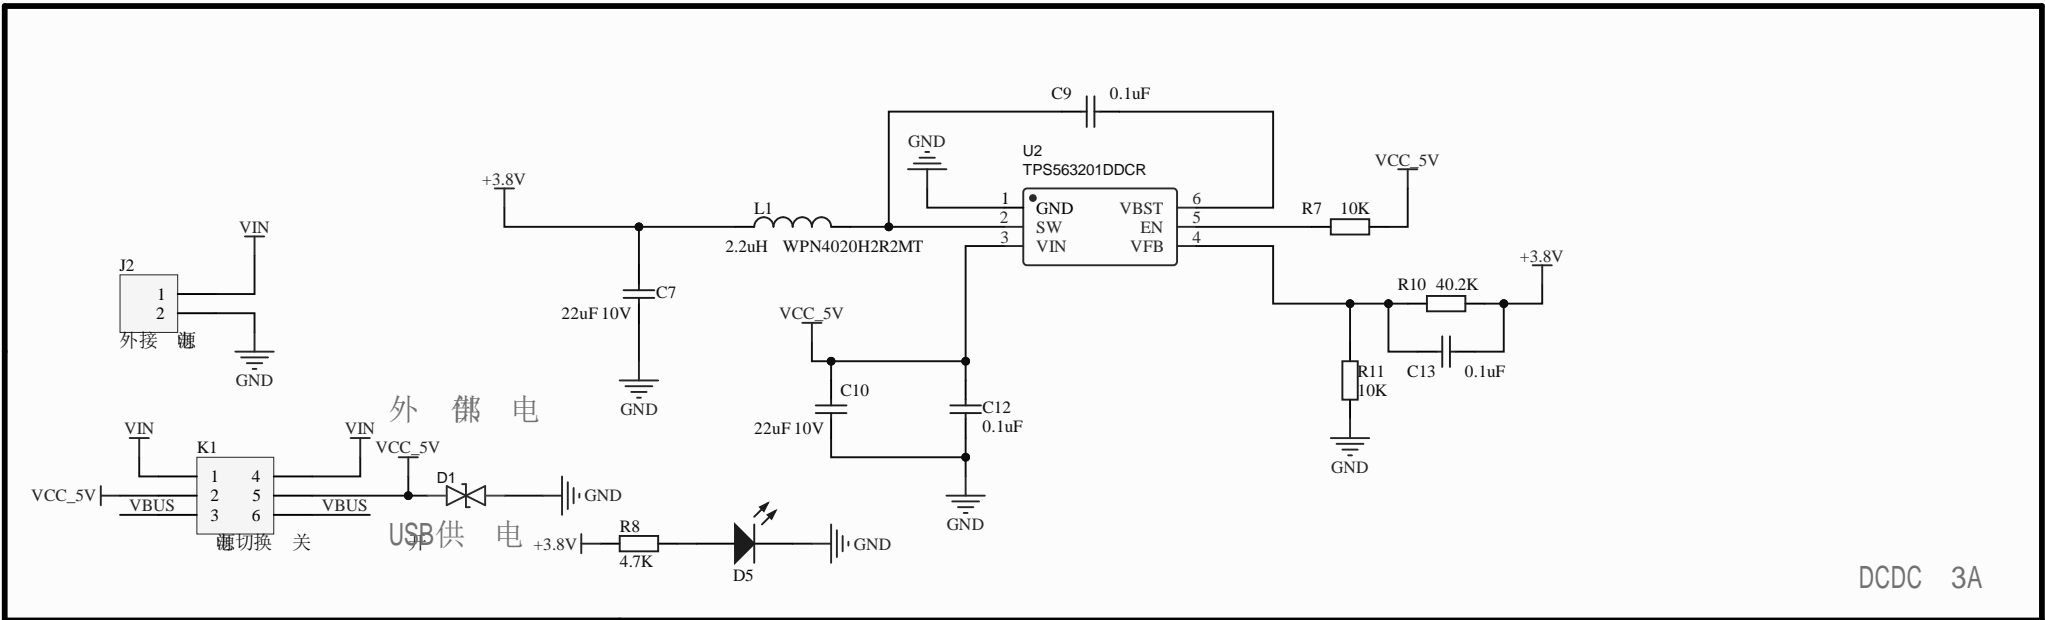 C9 0.1uF
GND
U2
TPS563201DDCR
VCC_5V
+3.8V
L1
2.2uH WPN4020H2R2MT
1 GND VBST 6
2 SW EN 5
3 VIN VFB 4
R7 10K
VIN
J2
1
2
外接
GND
C7
22uF 10V
GND
VCC_5V
C10
22uF 10V
C12
0.1uF
GND
+3.8V
R10 40.2K
C13 0.1uF
R11
10K
GND
外 电
VIN
VIN
K1
VCC_5V
1 4
VCC_5V 2 5
VBUS 3 6 VBUS
切换 关
D1
GND
USB供 电
+3.8V
R8
4.7K
D5
GND
DCDC 3A